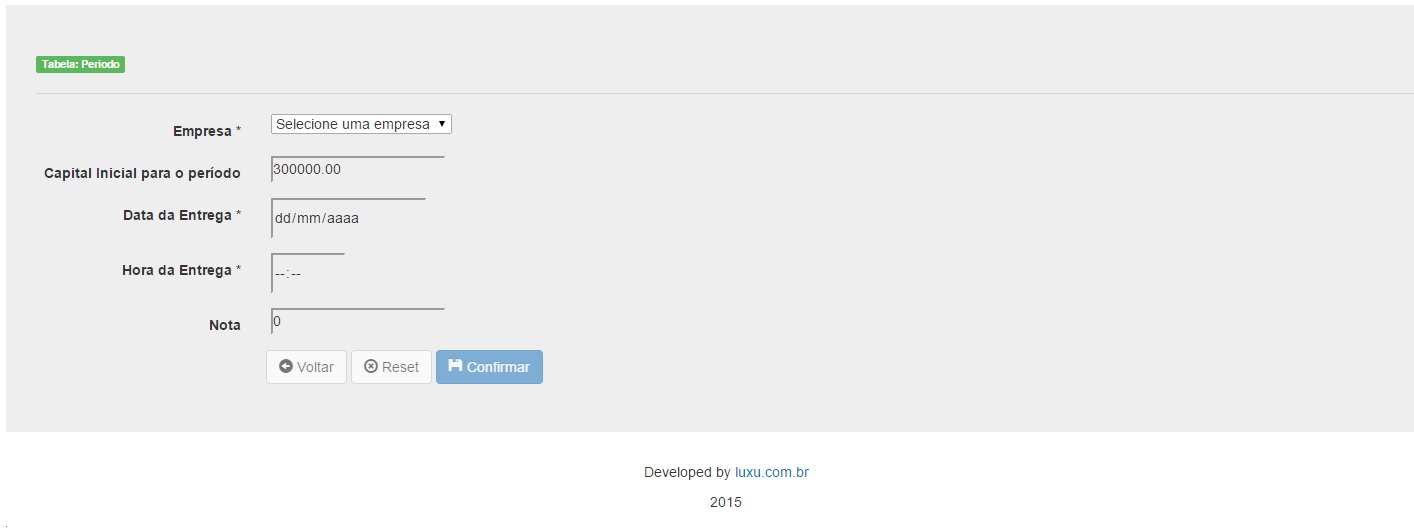 Tabela: Periodo
Empresa * Selecione uma empresa
Capital Inicial para o período 300000.00
Data da Entrega * dd/mm/aaaa
Hora da Entrega * --:--
Nota 0
Voltar Reset Confirmar
Developed by luxu.com.br
2015